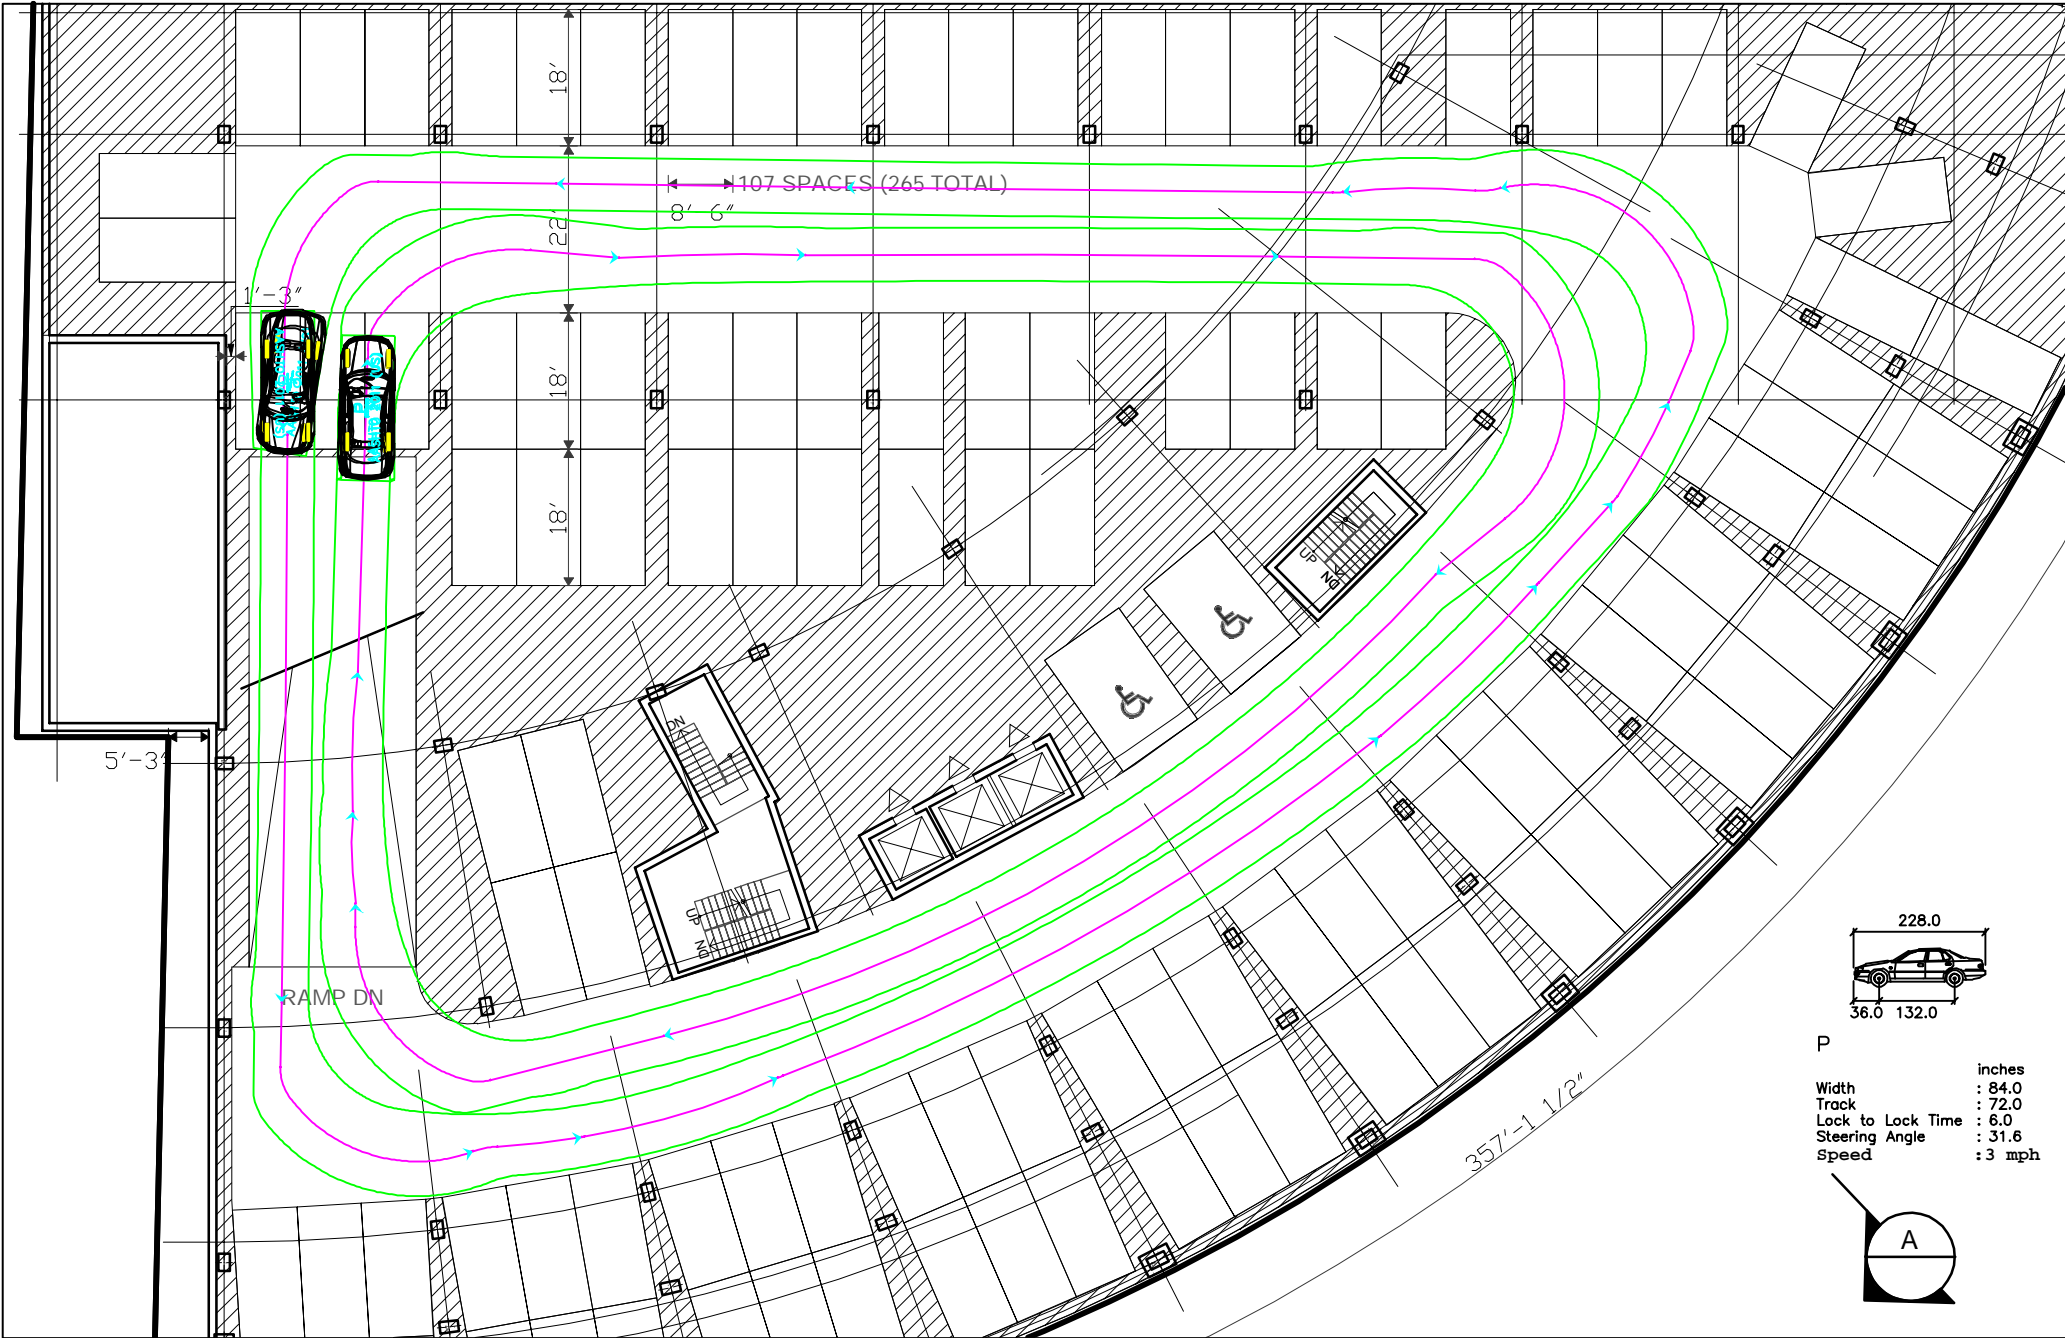 18'
107 SPACES (265 TOTAL)
8'-6"
22'
1'-3"
18'
18'
UP
DN
DN
5'-3"
UP
DN
RAMP DN
228.0
36.0 132.0
P
inches
Width : 84.0
Track : 72.0
Lock to Lock Time : 6.0
Steering Angle : 31.6
Speed : 3 mph
357'-1 1/2"
A